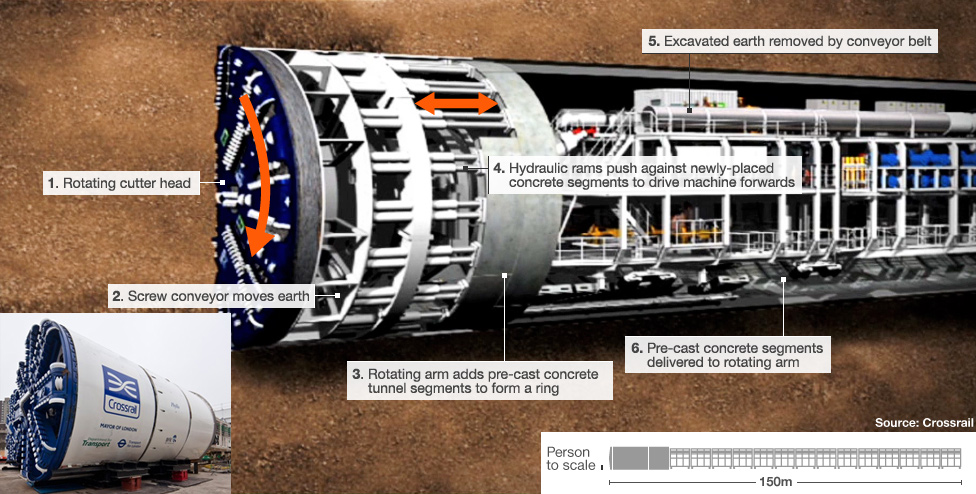 5. Excavated earth removed by conveyor belt
1. Rotating cutter head
4. Hydraulic rams push against newly-placed
concrete segments to drive machine forwards
2. Screw conveyor moves earth
3. Rotating arm adds pre-cast concrete
tunnel segments to form a ring
6. Pre-cast concrete segments
delivered to rotating arm
Crossrail
MAYOR OF LONDON
Transport
Source: Crossrail
Person
to scale
150m